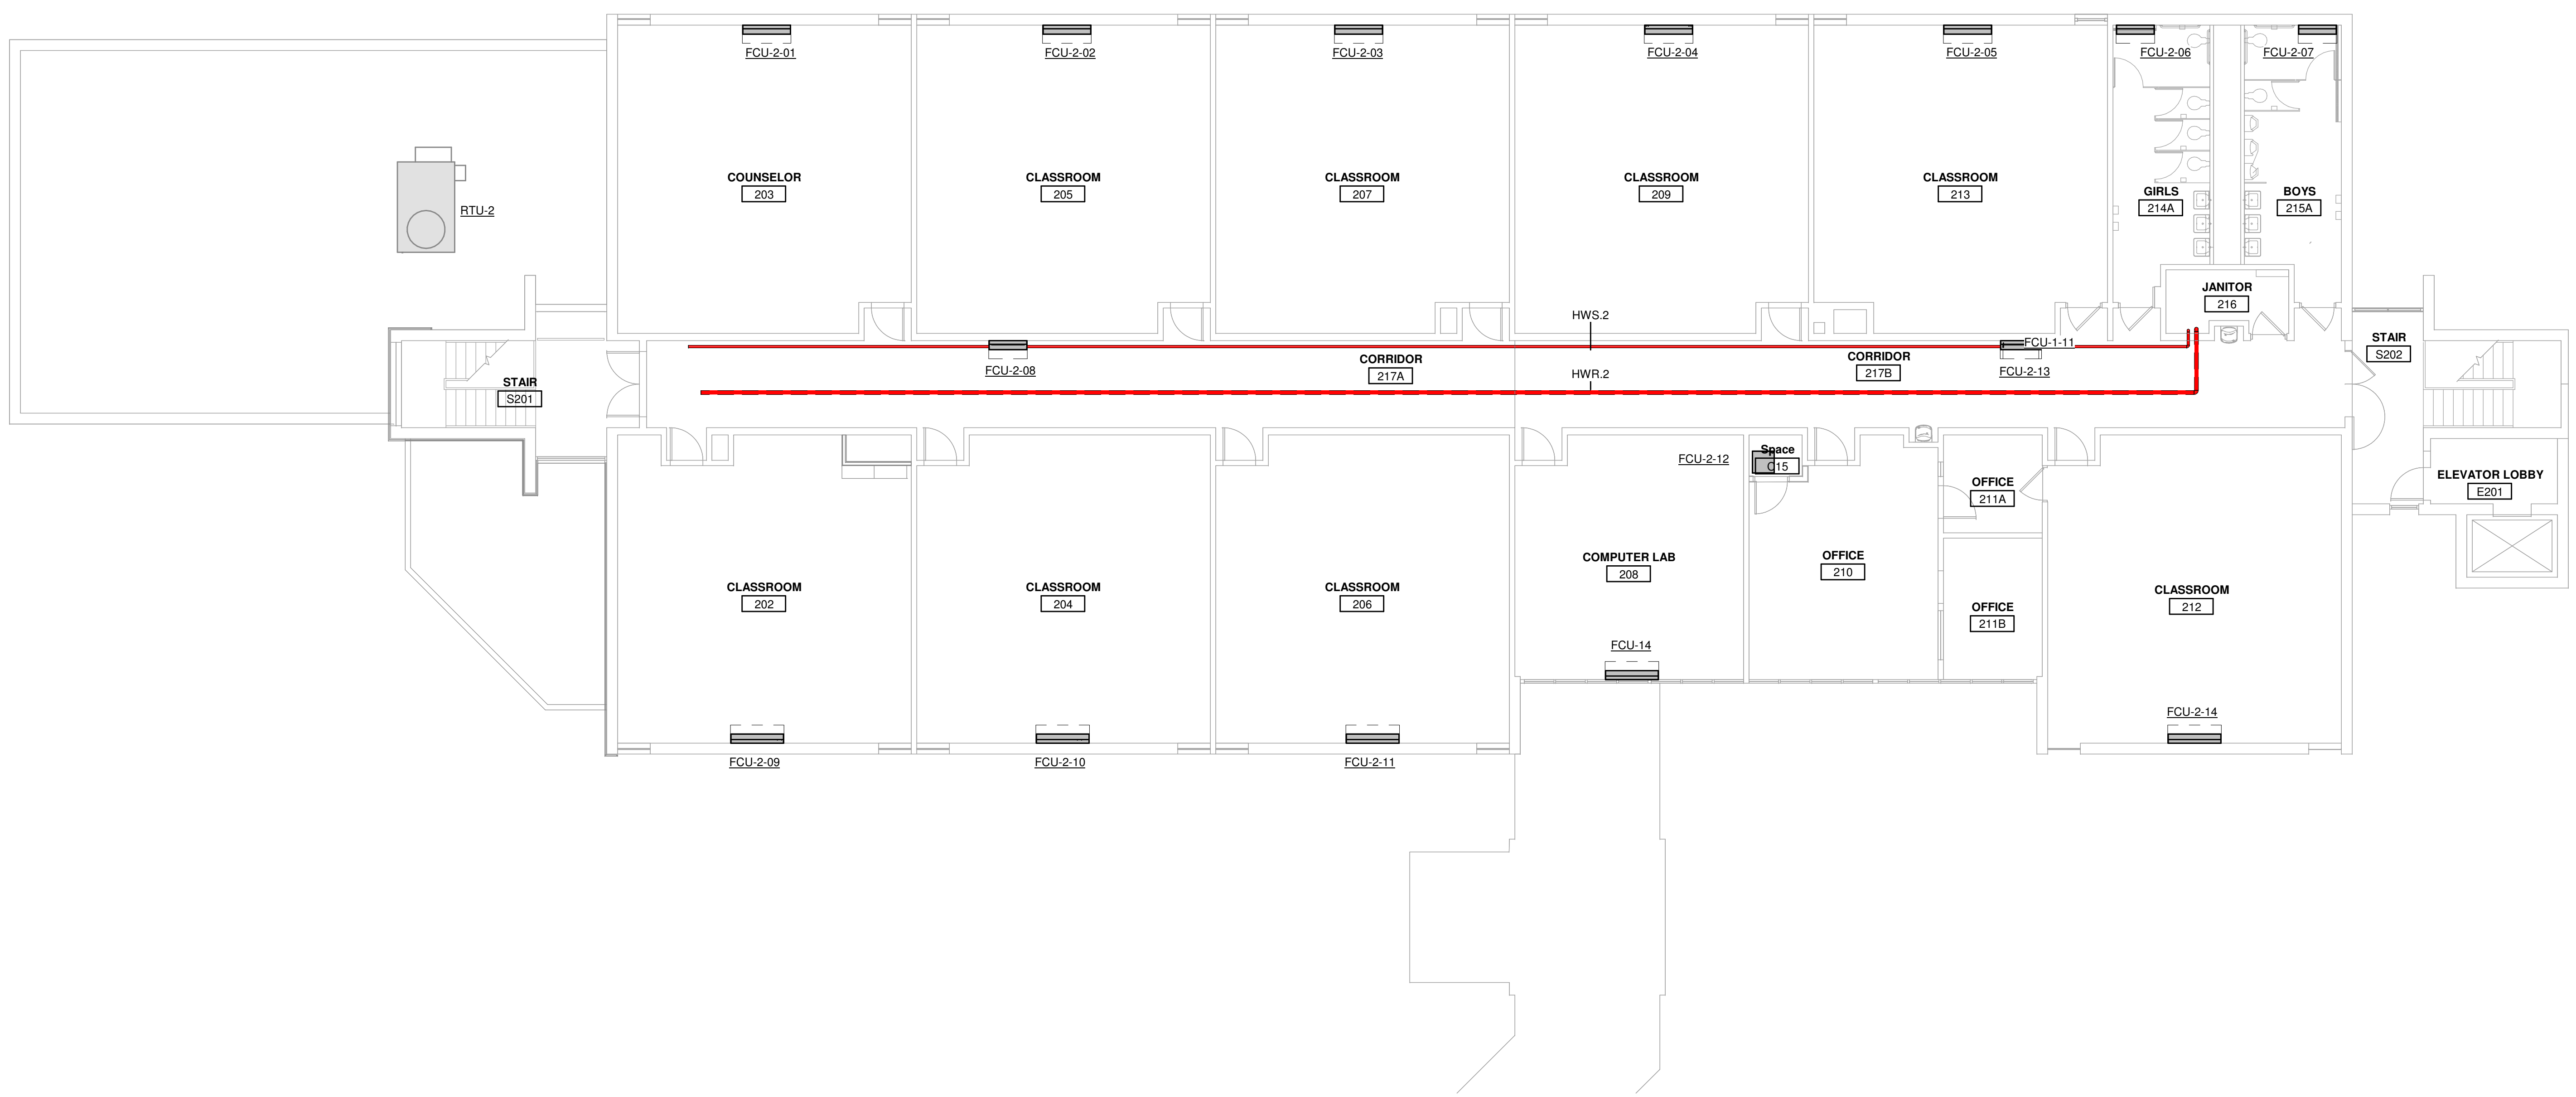 FCU-2-01
FCU-2-02
FCU-2-03
FCU-2-04
FCU-2-05
FCU-2-06
FCU-2-07
COUNSELOR
203
CLASSROOM
205
CLASSROOM
207
CLASSROOM
209
CLASSROOM
213
GIRLS
214A
BOYS
215A
RTU-2
JANITOR
216
HWS.2
FCU-1-11
STAIR
S202
CORRIDOR
217A
CORRIDOR
217B
FCU-2-08
FCU-2-13
HWR.2
STAIR
S201
FCU-2-12
Space
C15
OFFICE
211A
ELEVATOR LOBBY
E201
COMPUTER LAB
208
OFFICE
210
CLASSROOM
202
CLASSROOM
204
CLASSROOM
206
OFFICE
211B
CLASSROOM
212
FCU-14
FCU-2-14
FCU-2-09
FCU-2-10
FCU-2-11